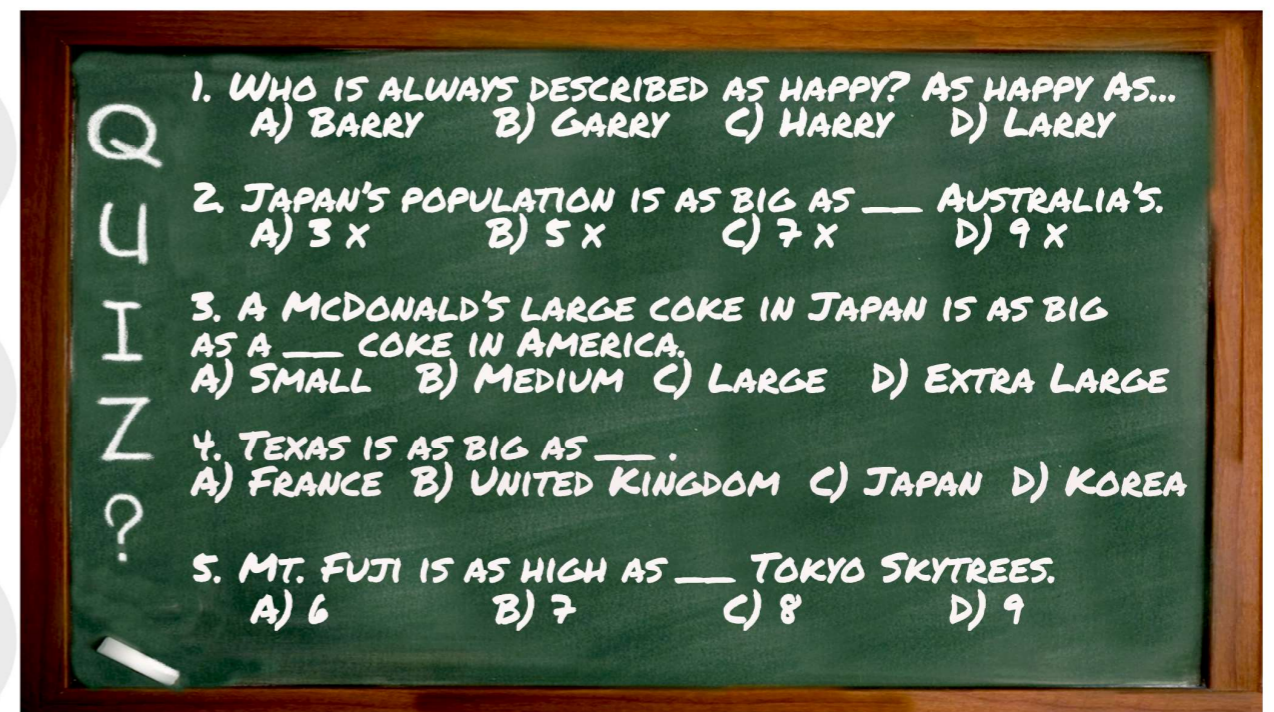 QUIZ?
1. WHO IS ALWAYS DESCRIBED AS HAPPY? AS HAPPY AS...
A) BARRY B) GARRY C) HARRY D) LARRY
2. JAPAN'S POPULATION IS AS BIG AS ___ AUSTRALIA'S.
A) 3 X B) 5 X C) 7 X D) 9 X
3. A MCDONALD'S LARGE COKE IN JAPAN IS AS BIG
AS A ___ COKE IN AMERICA.
A) SMALL B) MEDIUM C) LARGE D) EXTRA LARGE
4. TEXAS IS AS BIG AS ___ .
A) FRANCE B) UNITED KINGDOM C) JAPAN D) KOREA
5. MT. FUJI IS AS HIGH AS ___ TOKYO SKYTREES.
A) 6 B) 7 C) 8 D) 9